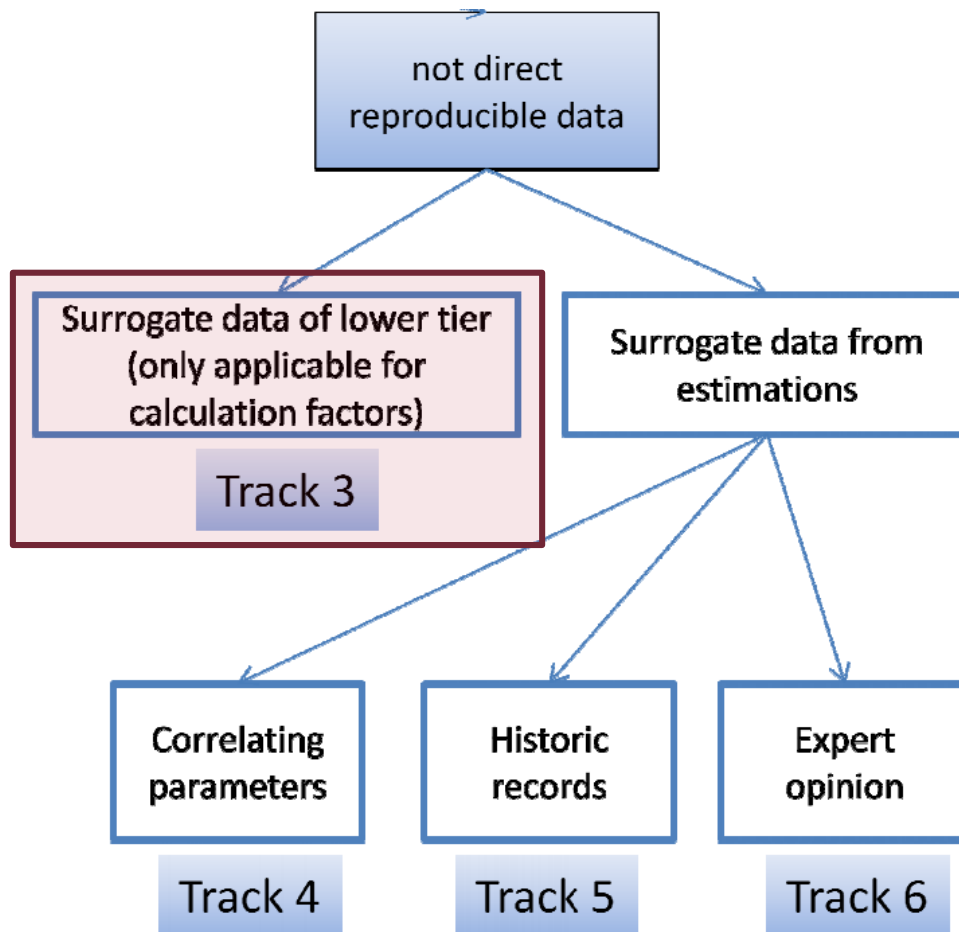 not direct
reproducible data
Surrogate data of lower tier
(only applicable for
calculation factors)
Track 3
Surrogate data from
estimations
Correlating
parameters
Track 4
Historic
records
Track 5
Expert
opinion
Track 6